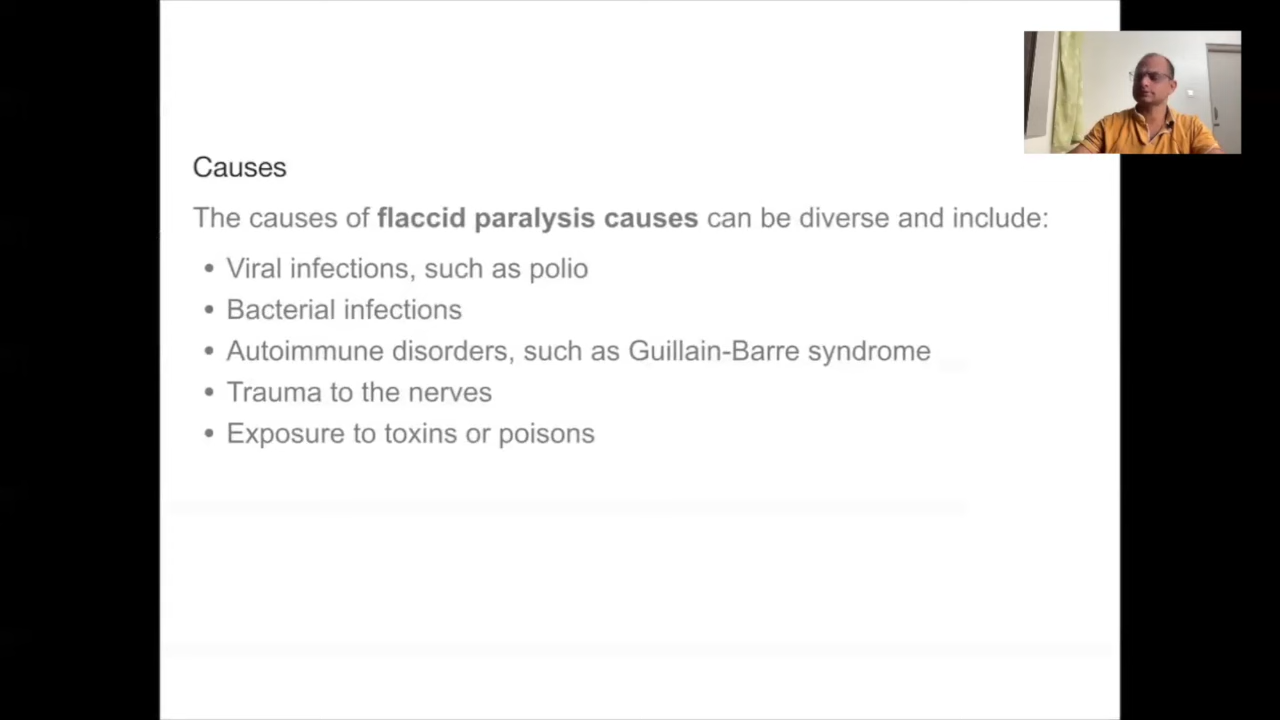 Causes
The causes of flaccid paralysis causes can be diverse and include:
• Viral infections, such as polio
• Bacterial infections
• Autoimmune disorders, such as Guillain-Barre syndrome
• Trauma to the nerves
• Exposure to toxins or poisons